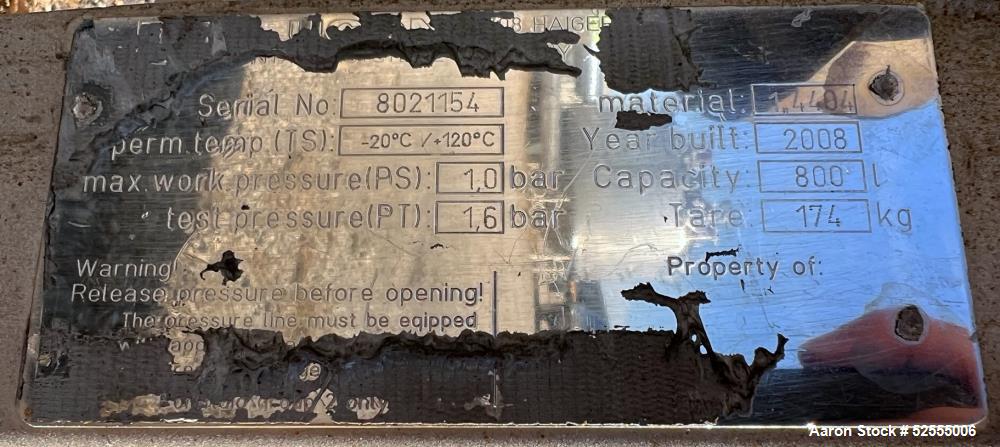 HAIGER
Serial No: 8021154
material: 1,4404
perm.temp.(TS): -20°C /+120°C
Year built: 2008
max.work.pressure(PS): 1,0 bar
Capacity: 800 l
test pressure(PT): 1,6 bar
Tare: 174 kg
Warning!
Property of:
Release pressure before opening!
The pressure line must be eqipped
only
Aaron Stock # 52555006